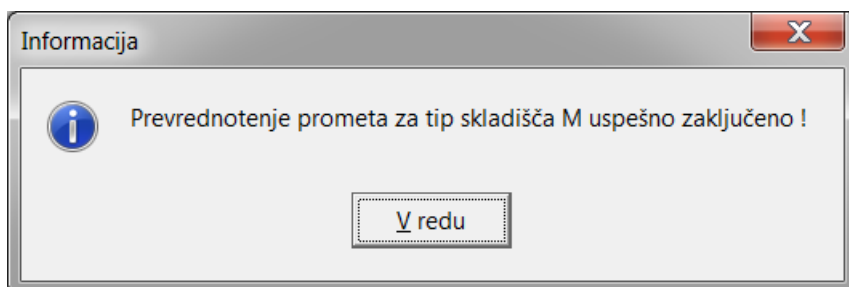 Informacija
Prevrednotenje prometa za tip skladišča M uspešno zaključeno !
V redu